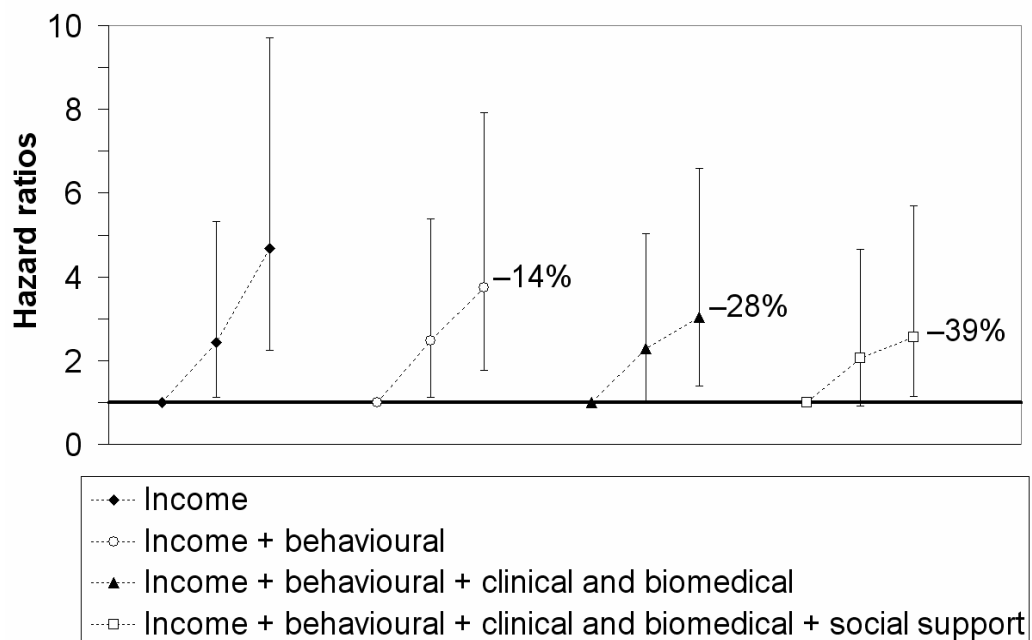 10
8
6
4
2
0
Hazard ratios
–14%
–28%
–39%
Income
Income + behavioural
Income + behavioural + clinical and biomedical
Income + behavioural + clinical and biomedical + social support